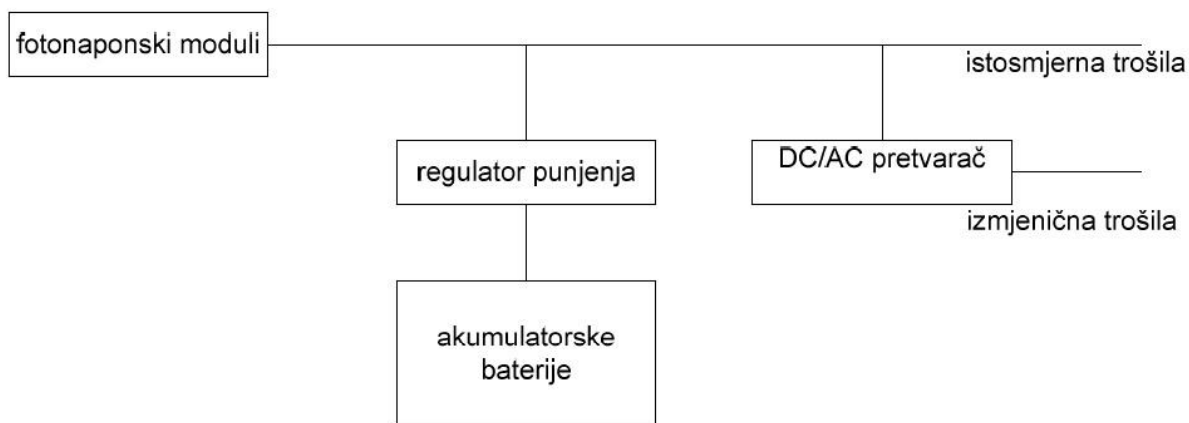 fotonaponski moduli
istosmjerna trošila
regulator punjenja
DC/AC pretvarač
izmjenična trošila
akumulatorske
baterije